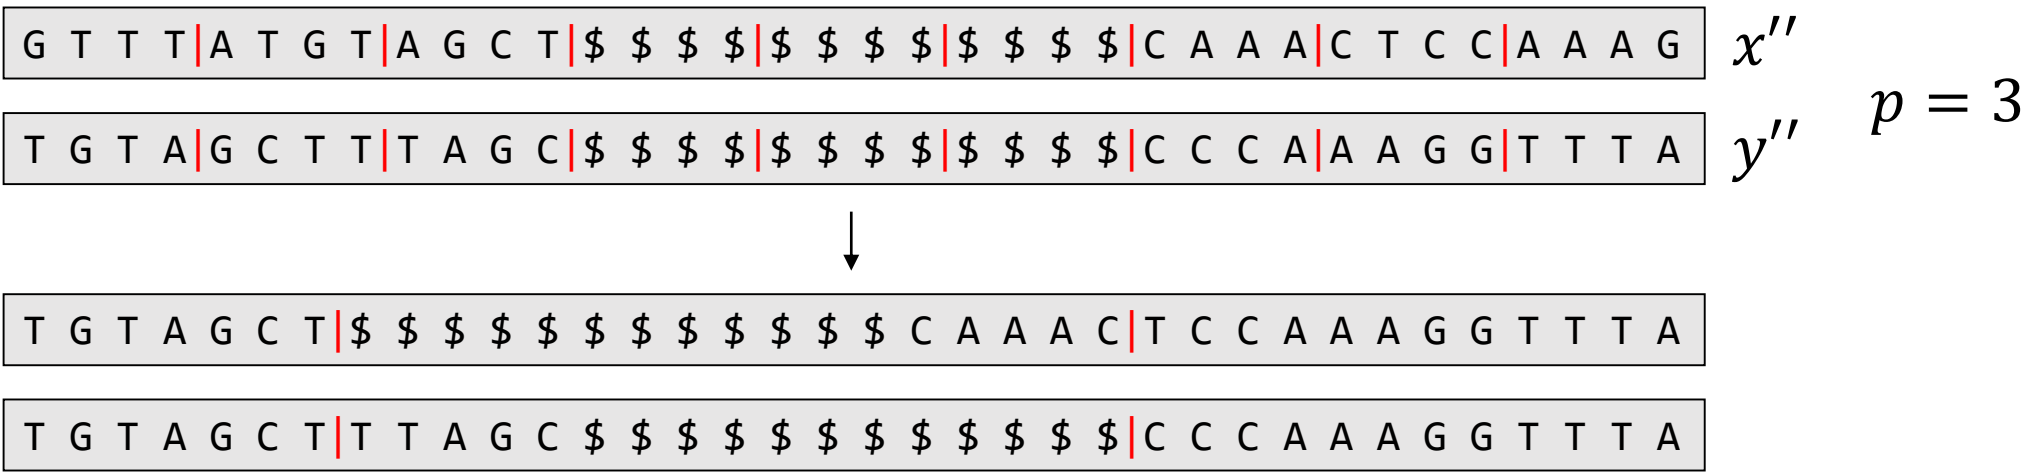 G T T T|A T G T|A G C T|$ $ $ $|$ $ $ $|$ $ $ $|C A A A|C T C C|A A A G x′′
p = 3
T G T A|G C T T|T A G C|$ $ $ $|$ $ $ $|$ $ $ $|C C C A|A A G G|T T T A y′′
T G T A G C T|$ $ $ $ $ $ $ $ $ $ $ $ C A A A C|T C C A A A G G T T T A
T G T A G C T|T T A G C $ $ $ $ $ $ $ $ $ $ $ $|C C C A A A G G T T T A